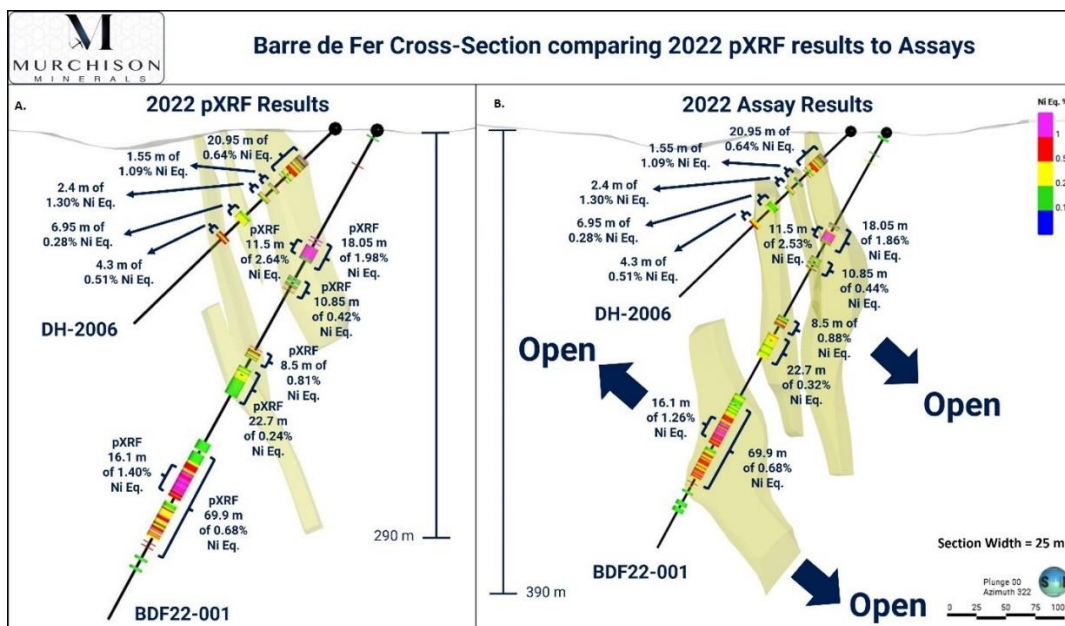 M
MURCHISON
MINERALS
Barre de Fer Cross-Section comparing 2022 pXRF results to Assays
A.
2022 pXRF Results
20.95 m of
0.64% Ni Eq.
1.55 m of
1.09% Ni Eq.
2.4 m of
1.30% Ni Eq.
6.95 m of
0.28% Ni
Eq.
4.3 m of
0.51% Ni Eq.
pXRF
11.5 m
of 2.64%
Ni Eq.
pXRF
18.05 m
of 1.98%
Ni Eq.
pXRF
10.85 m
of 0.42%
Ni Eq.
DH-2006
pXRF
8.5 m of
0.81%
Ni Eq.
pXRF
22.7 m
of 0.24%
Ni Eq.
pXRF
16.1 m
of 1.40%
Ni Eq.
pXRF
69.9 m
of 0.68%
Ni Eq.
290 m
BDF22-001
B.
2022 Assay Results
20.95 m of
0.64% Ni Eq.
1.55 m of
1.09% Ni Eq.
2.4 m of
1.30% Ni Eq.
6.95 m of
0.28% Ni
Eq.
4.3 m of
0.51% Ni Eq.
11.5 m
of 2.53%
Ni Eq.
18.05 m
of 1.86%
Ni Eq.
10.85 m
of 0.44%
Ni Eq.
DH-2006
8.5 m of
0.88%
Ni Eq.
22.7 m
of 0.32%
Ni Eq.
Open
Open
16.1 m
of 1.26%
Ni Eq.
69.9 m
of 0.68%
Ni Eq.
BDF22-001
390 m
Open
Ni Eq. %
1
0.5
0.2
0.1
Section Width = 25 m
Plunge 00
Azimuth 322
0 25 50 75 100